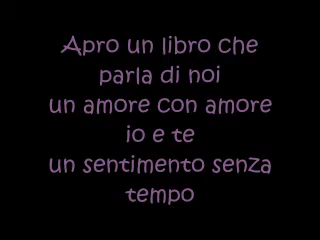 Apro un libro che
parla di noi
un amore con amore
io e te
un sentimento senza
tempo